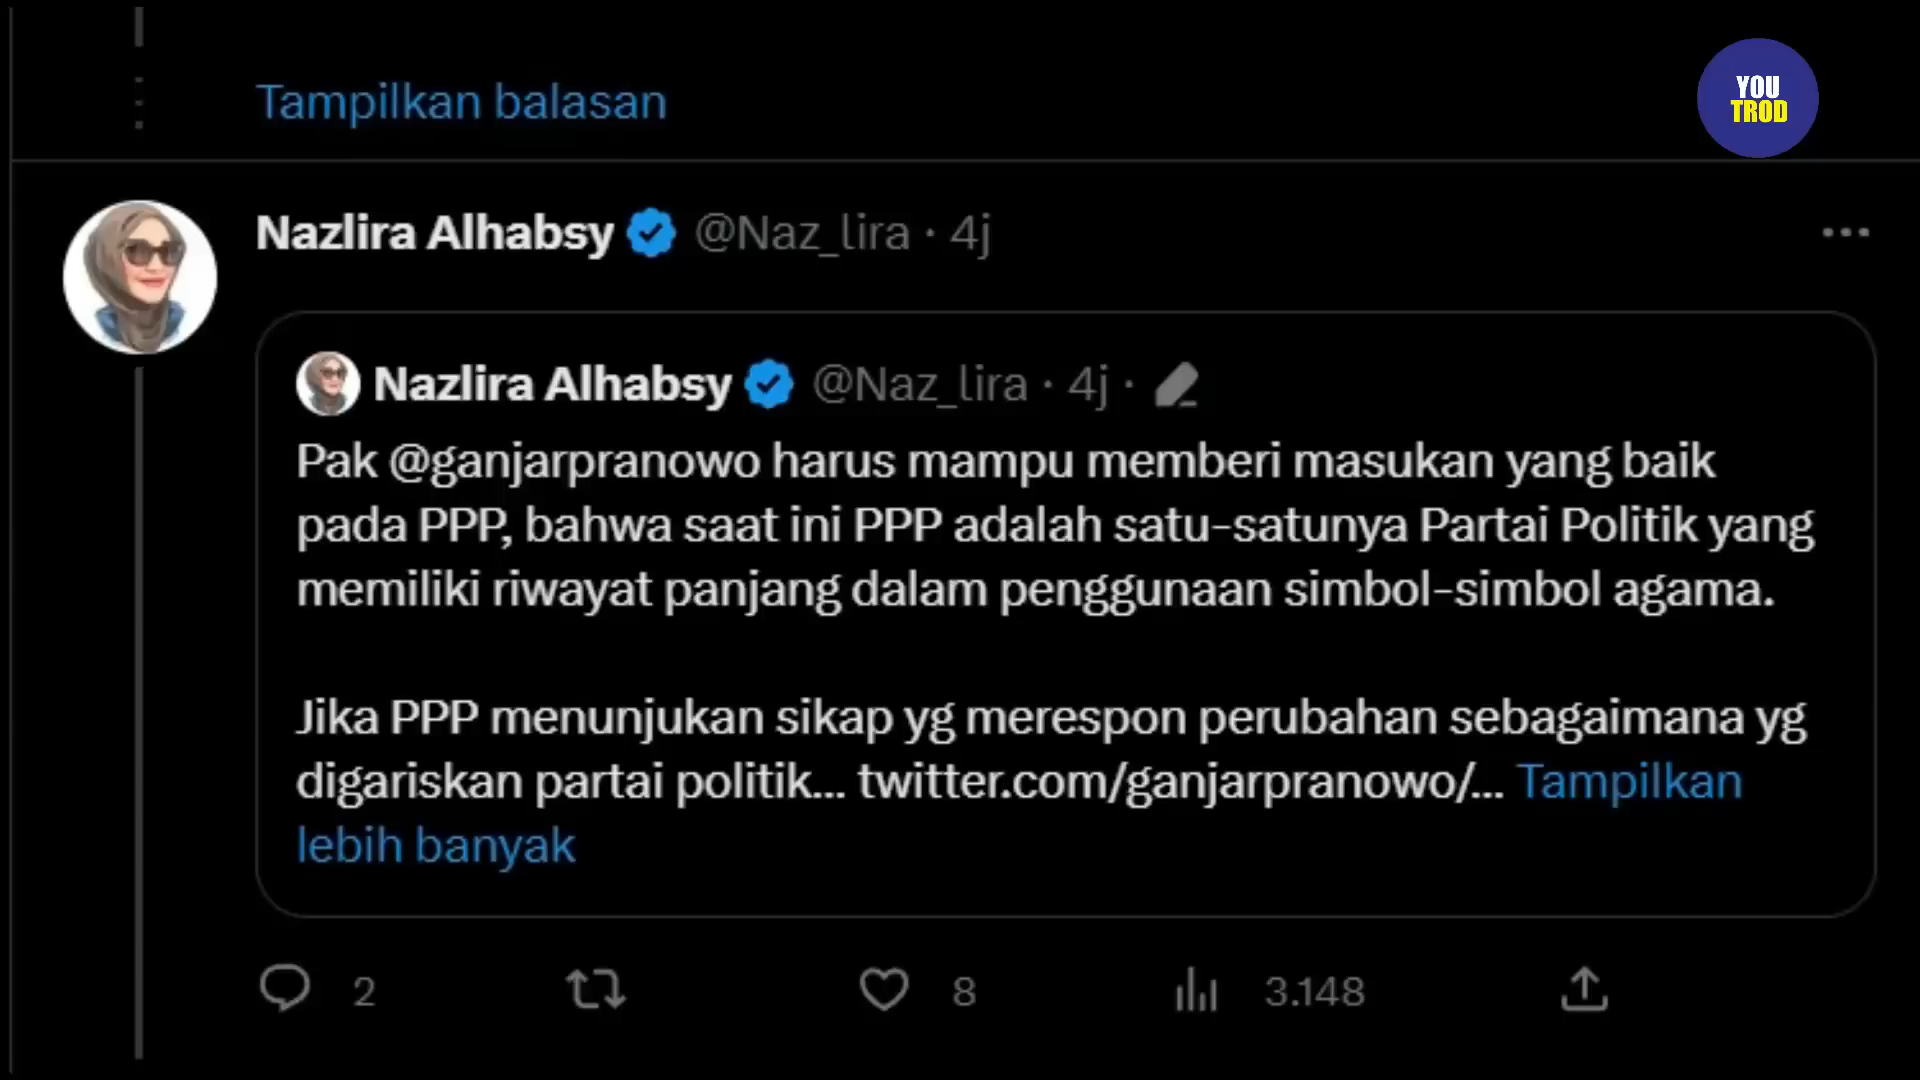 Tampilkan balasan
YOU
TROD
Nazlira Alhabsy @Naz_lira · 4j
Nazlira Alhabsy @Naz_lira · 4j ·
Pak @ganjarpranowo harus mampu memberi masukan yang baik
pada PPP, bahwa saat ini PPP adalah satu-satunya Partai Politik yang
memiliki riwayat panjang dalam penggunaan simbol-simbol agama.
Jika PPP menunjukan sikap yg merespon perubahan sebagaimana yg
digariskan partai politik... twitter.com/ganjarpranowo/... Tampilkan
lebih banyak
2 8 3.148